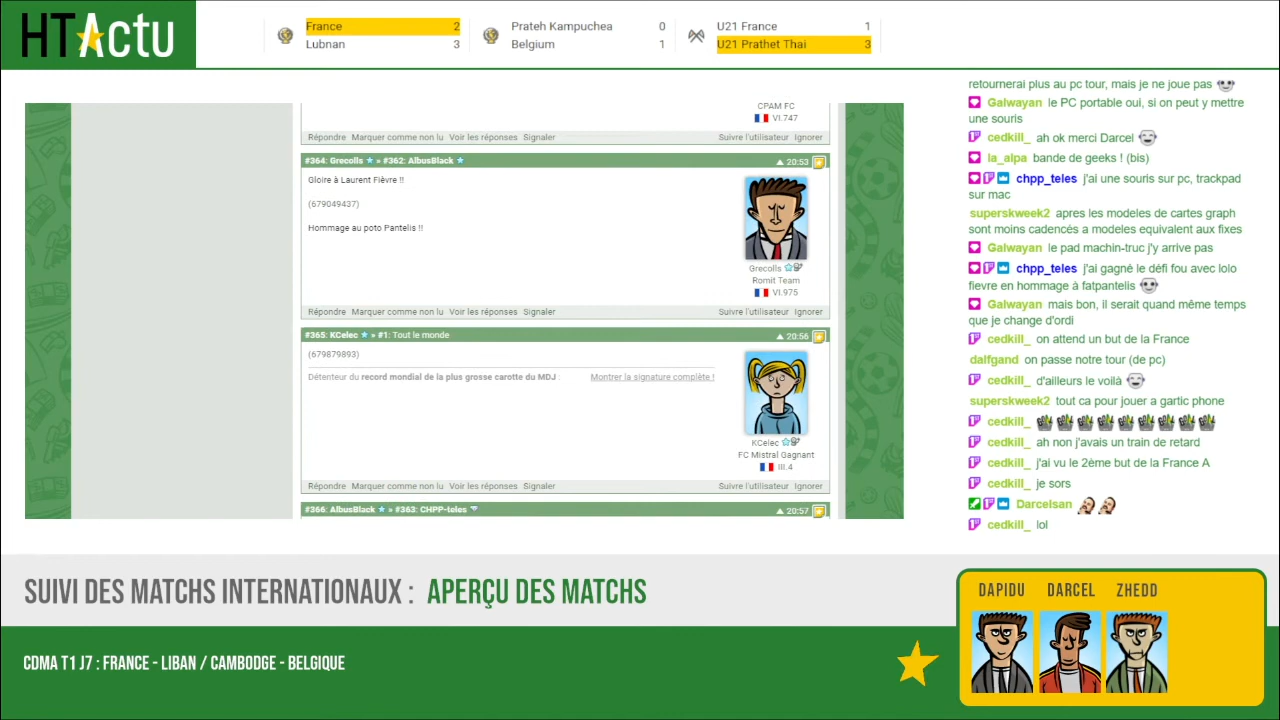 HTActu
France 2
Lubnan 3
Prateh Kampuchea 0
Belgium 1
U21 France 1
U21 Prathet Thai 3
CPAM FC
VI.747
Répondre Marquer comme non lu Voir les réponses Signaler Suivre l'utilisateur Ignorer
#364: Grecolls » #362: AlbusBlack 20:53
Gloire à Laurent Fièvre !!
(679049437)
Hommage au poto Pantelis !!
Grecolls
Romit Team
VI.975
Répondre Marquer comme non lu Voir les réponses Signaler Suivre l'utilisateur Ignorer
#365: KCelec » #1: Tout le monde 20:56
(679879893)
Détenteur du record mondial de la plus grosse carotte du MDJ : Montrer la signature complète !
KCelec
FC Mistral Gagnant
III.4
Répondre Marquer comme non lu Voir les réponses Signaler Suivre l'utilisateur Ignorer
#366: AlbusBlack » #363: CHPP-teles 20:57
retournerai plus au pc tour, mais je ne joue pas
Galwayan le PC portable oui, si on peut y mettre
une souris
cedkill_ ah ok merci Darcel
la_alpa bande de geeks ! (bis)
chpp_teles j'ai une souris sur pc, trackpad
sur mac
superskweek2 apres les modeles de cartes graph
sont moins cadencés a modeles equivalent aux fixes
Galwayan le pad machin-truc j'y arrive pas
chpp_teles j'ai gagné le défi fou avec lolo
fievre en hommage à fatpantelis
Galwayan mais bon, il serait quand même temps
que je change d'ordi
cedkill_ on attend un but de la France
dalfgand on passe notre tour (de pc)
cedkill_ d'ailleurs le voilà
superskweek2 tout ca pour jouer a gartic phone
cedkill_
cedkill_ ah non j'avais un train de retard
cedkill_ j'ai vu le 2ème but de la France A
cedkill_ je sors
Darcelsan
cedkill_ lol
SUIVI DES MATCHS INTERNATIONAUX : APERÇU DES MATCHS
CDMA T1 J7 : FRANCE - LIBAN / CAMBODGE - BELGIQUE
DAPIDU DARCEL ZHEDD